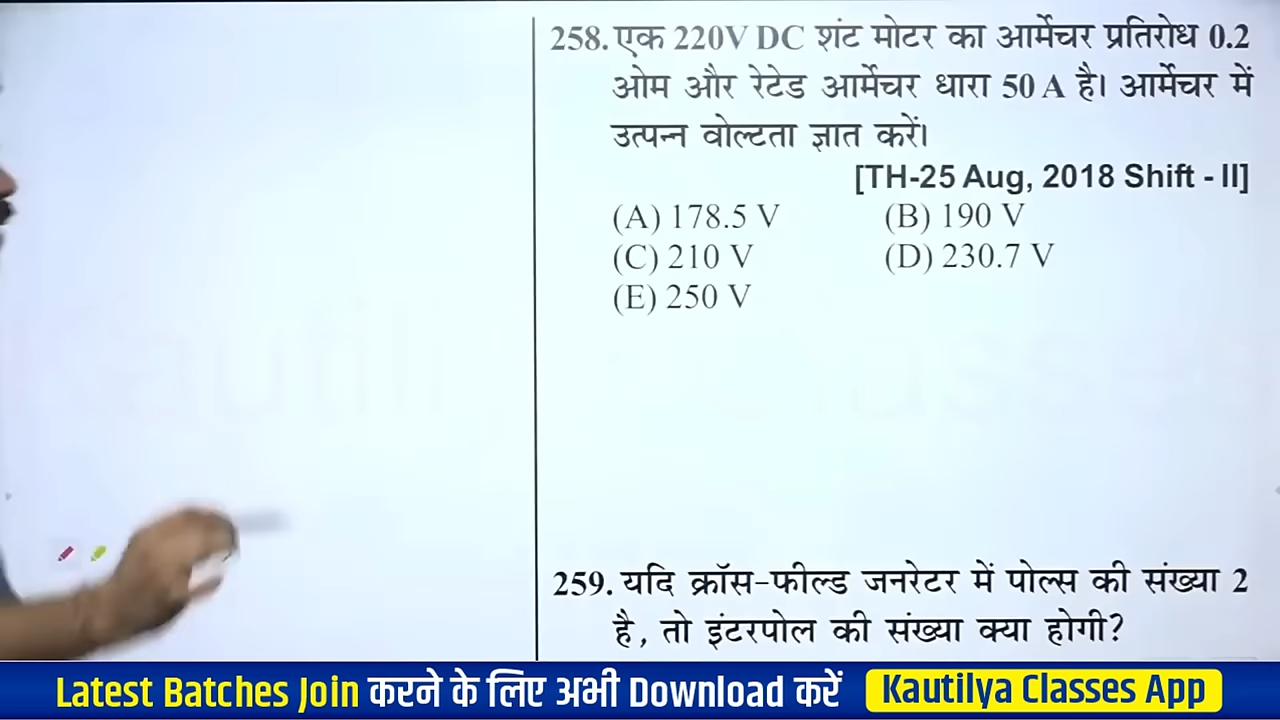 258. एक 220V DC शंट मोटर का आर्मेचर प्रतिरोध 0.2
ओम और रेटेड आर्मेचर धारा 50 A है। आर्मेचर में
उत्पन्न वोल्टता ज्ञात करें।
[TH-25 Aug, 2018 Shift - II]
(A) 178.5 V (B) 190 V
(C) 210 V (D) 230.7 V
(E) 250 V
Kautilya Classes
259. यदि क्रॉस-फील्ड जनरेटर में पोल्स की संख्या 2
है, तो इंटरपोल की संख्या क्या होगी?
Latest Batches Join करने के लिए अभी Download करें Kautilya Classes App